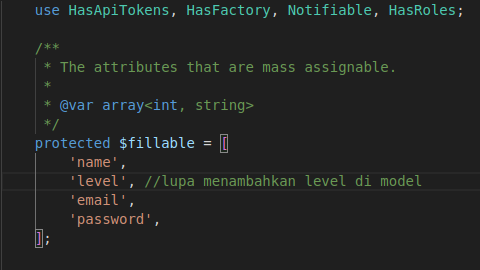 use HasApiTokens, HasFactory, Notifiable, HasRoles;
/**
* The attributes that are mass assignable.
*
* @var array<int, string>
*/
protected $fillable = [
'name',
'level', //lupa menambahkan level di model
'email',
'password',
];